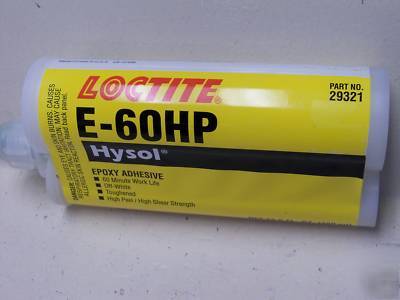 LOCTITE
PART NO.
29321
E-60HP
Hysol®
EPOXY ADHESIVE
• 60 Minute Work Life
• Off-White
• Toughened
• High Peel / High Shear Strength